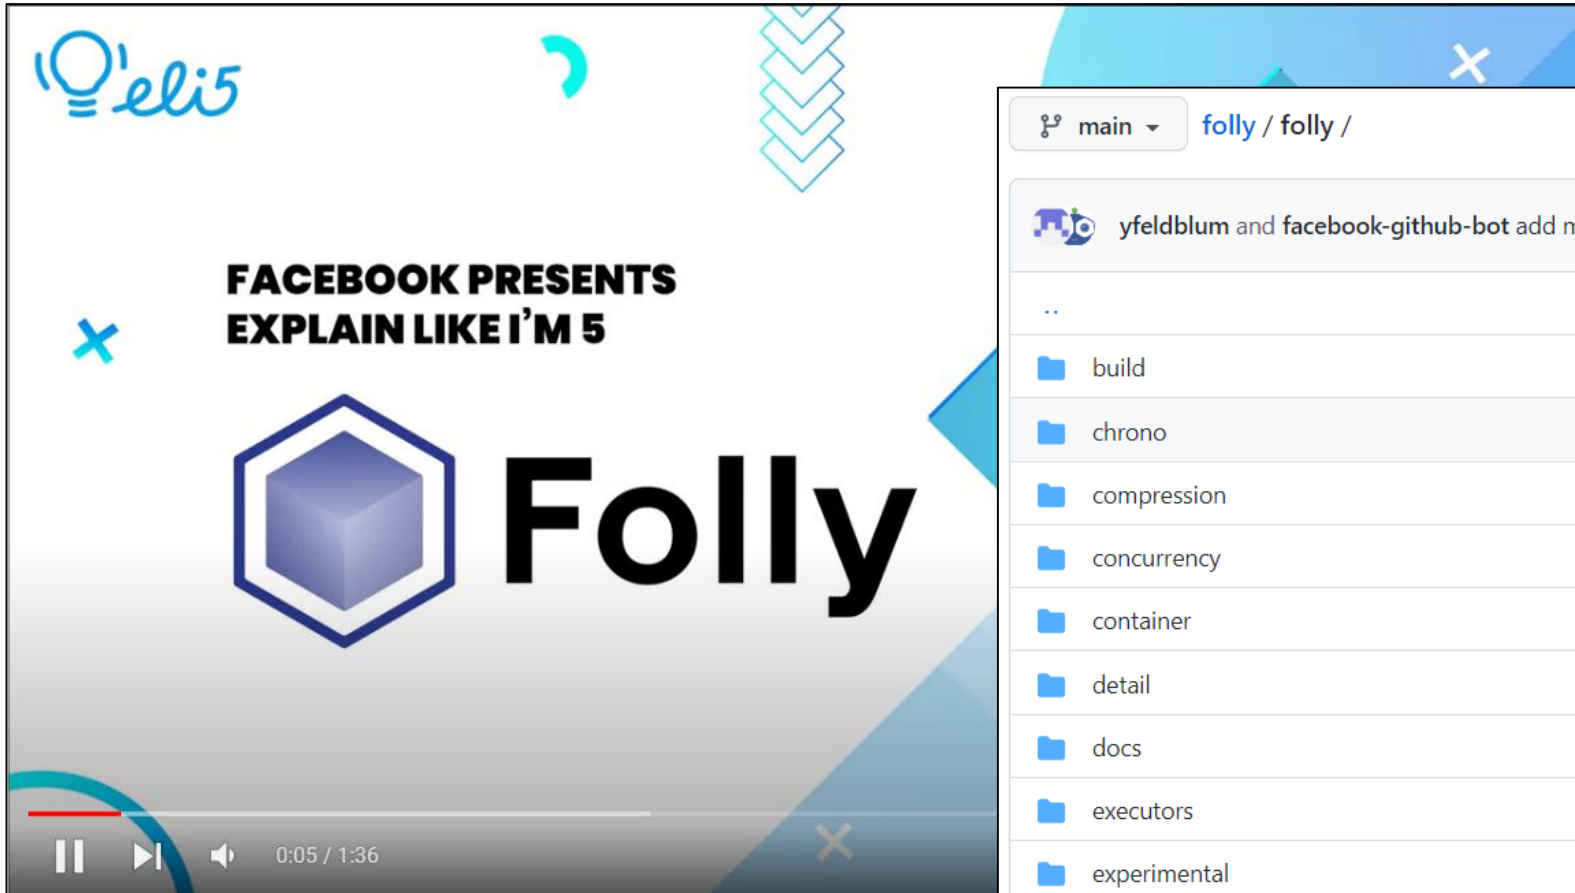 eli5
FACEBOOK PRESENTS
EXPLAIN LIKE I'M 5
Folly
0:05 / 1:36
main
folly / folly /
yfeldblum and facebook-github-bot add
..
build
chrono
compression
concurrency
container
detail
docs
executors
experimental